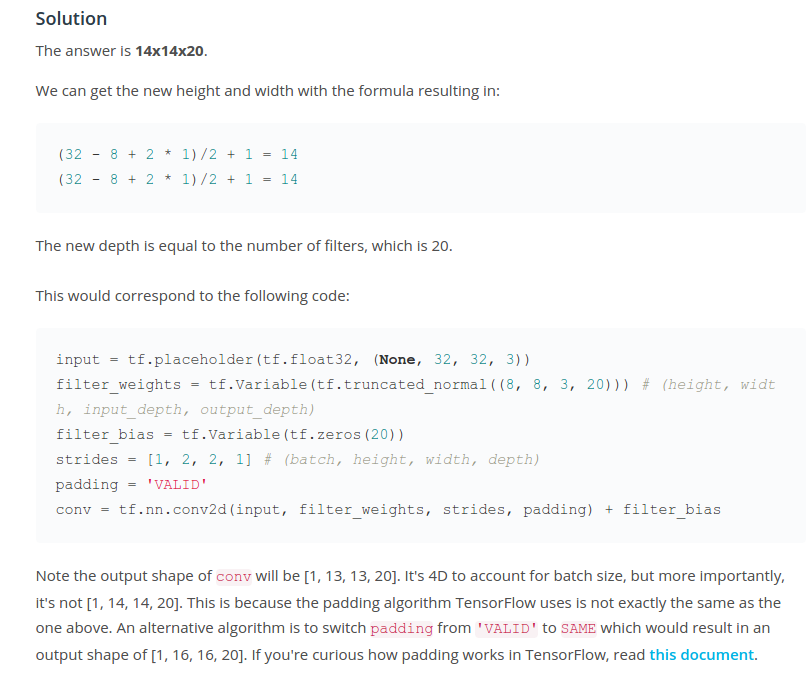 Solution
The answer is 14x14x20.
We can get the new height and width with the formula resulting in:
(32 - 8 + 2 * 1)/2 + 1 = 14
(32 - 8 + 2 * 1)/2 + 1 = 14
The new depth is equal to the number of filters, which is 20.
This would correspond to the following code:
input = tf.placeholder(tf.float32, (None, 32, 32, 3))
filter_weights = tf.Variable(tf.truncated_normal((8, 8, 3, 20))) # (height, widt
h, input_depth, output_depth)
filter_bias = tf.Variable(tf.zeros(20))
strides = [1, 2, 2, 1] # (batch, height, width, depth)
padding = 'VALID'
conv = tf.nn.conv2d(input, filter_weights, strides, padding) + filter_bias
Note the output shape of conv will be [1, 13, 13, 20]. It's 4D to account for batch size, but more importantly,
it's not [1, 14, 14, 20]. This is because the padding algorithm TensorFlow uses is not exactly the same as the
one above. An alternative algorithm is to switch padding from 'VALID' to SAME which would result in an
output shape of [1, 16, 16, 20]. If you're curious how padding works in TensorFlow, read this document.